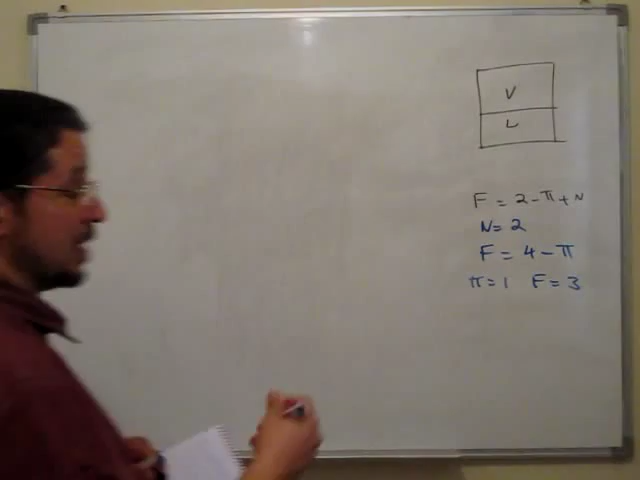 V
L
F = 2 - π + N
N = 2
F = 4 - π
π = 1 F = 3